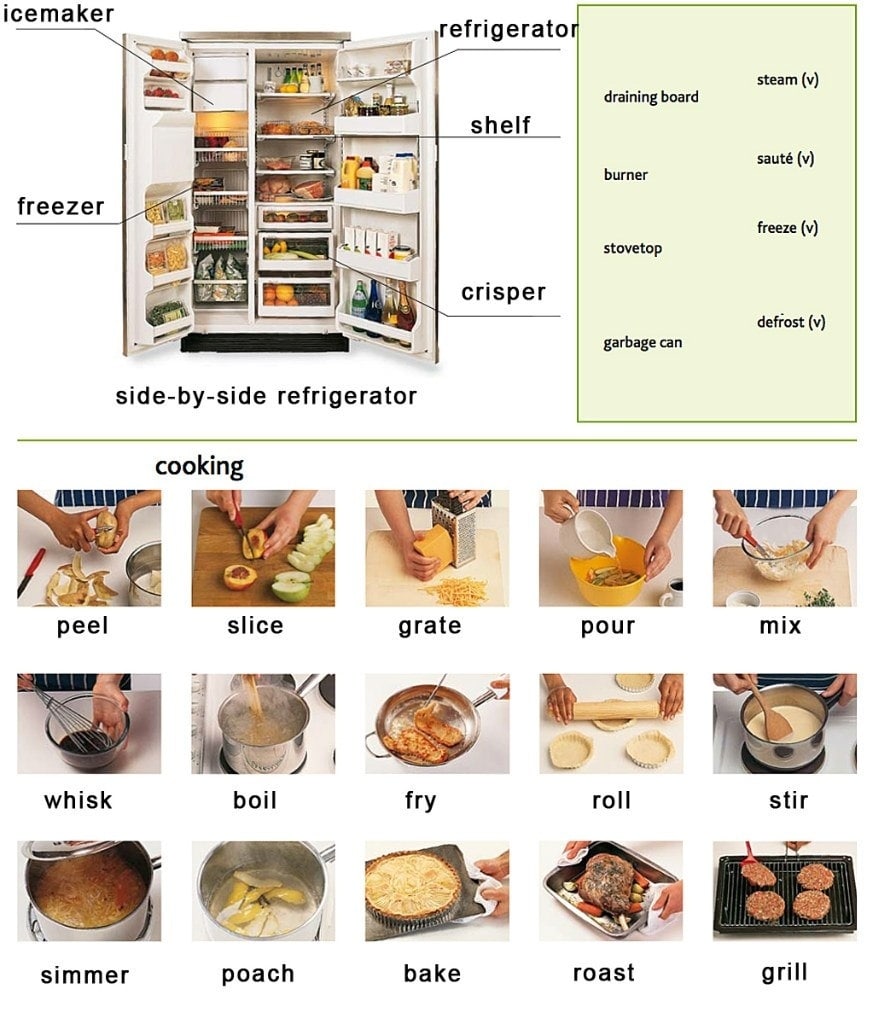 icemaker
refrigerator
shelf
freezer
crisper
side-by-side refrigerator
draining board
steam (v)
burner
sauté (v)
stovetop
freeze (v)
garbage can
defrost (v)
cooking
peel
slice
grate
pour
mix
whisk
boil
fry
roll
stir
simmer
poach
bake
roast
grill